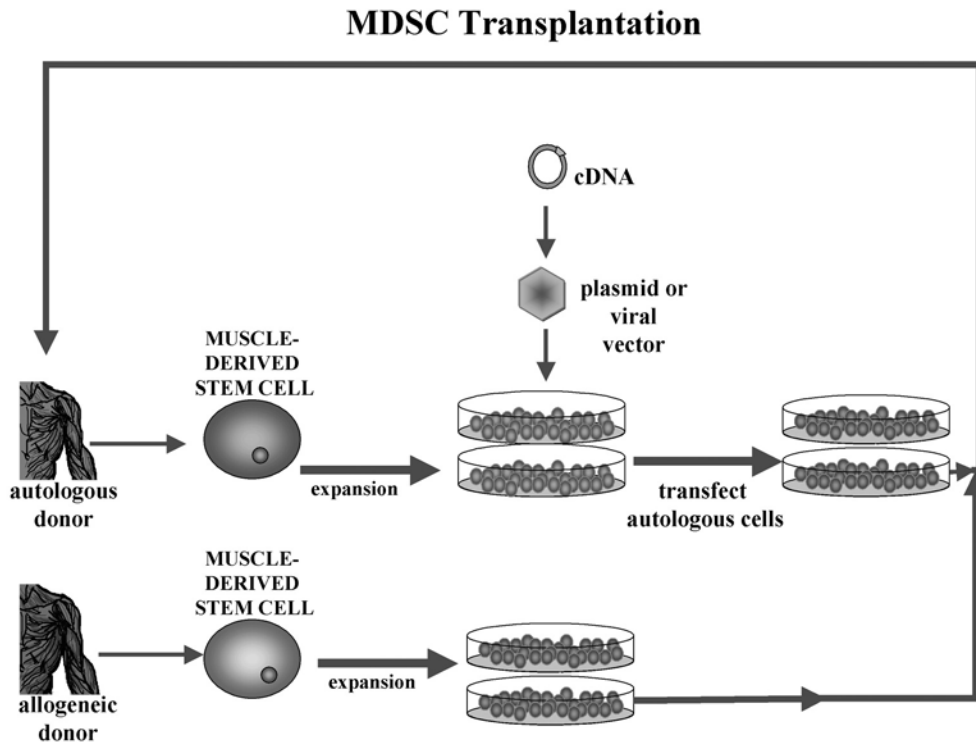 MDSC Transplantation
cDNA
plasmid or
viral
vector
MUSCLE-
DERIVED
STEM CELL
autologous
donor
expansion
transfect
autologous cells
MUSCLE-
DERIVED
STEM CELL
allogeneic
donor
expansion